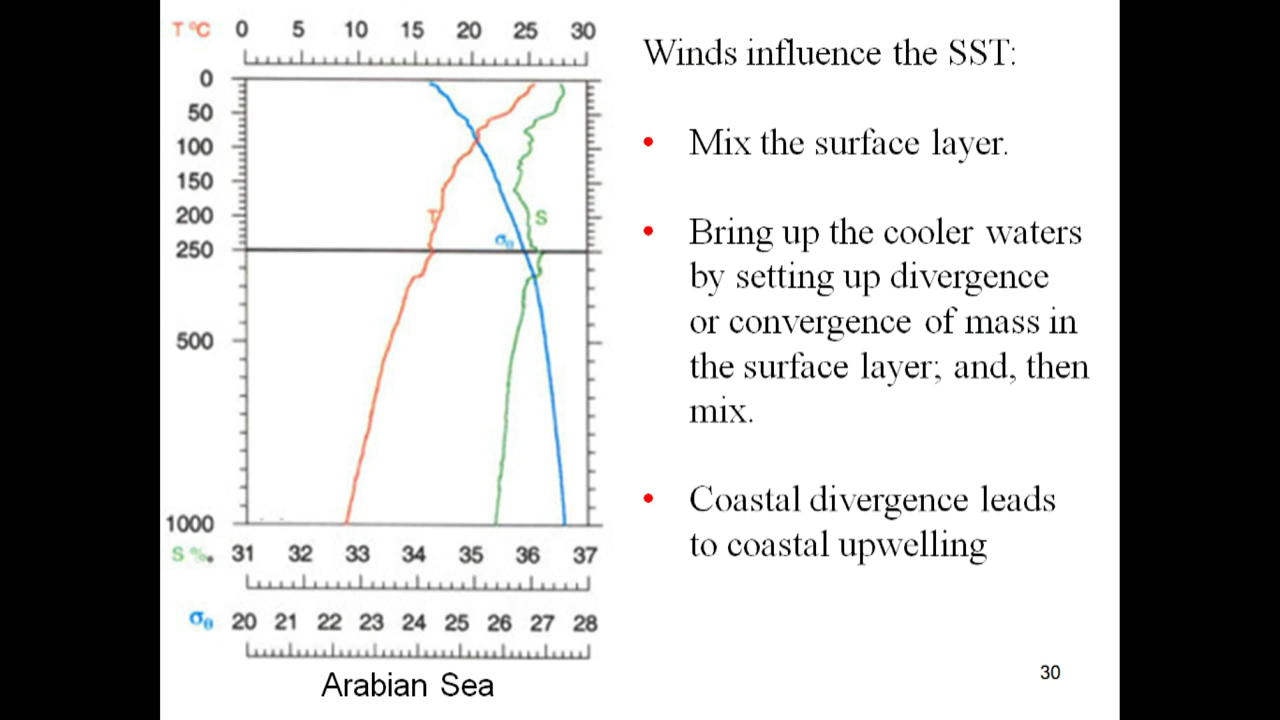 T °C 0 5 10 15 20 25 30
0
50
100
150
200
250
500
1000
T
S
σθ
S ‰ 31 32 33 34 35 36 37
σθ 20 21 22 23 24 25 26 27 28
Arabian Sea
Winds influence the SST:
• Mix the surface layer.
• Bring up the cooler waters
by setting up divergence
or convergence of mass in
the surface layer; and, then
mix.
• Coastal divergence leads
to coastal upwelling
30